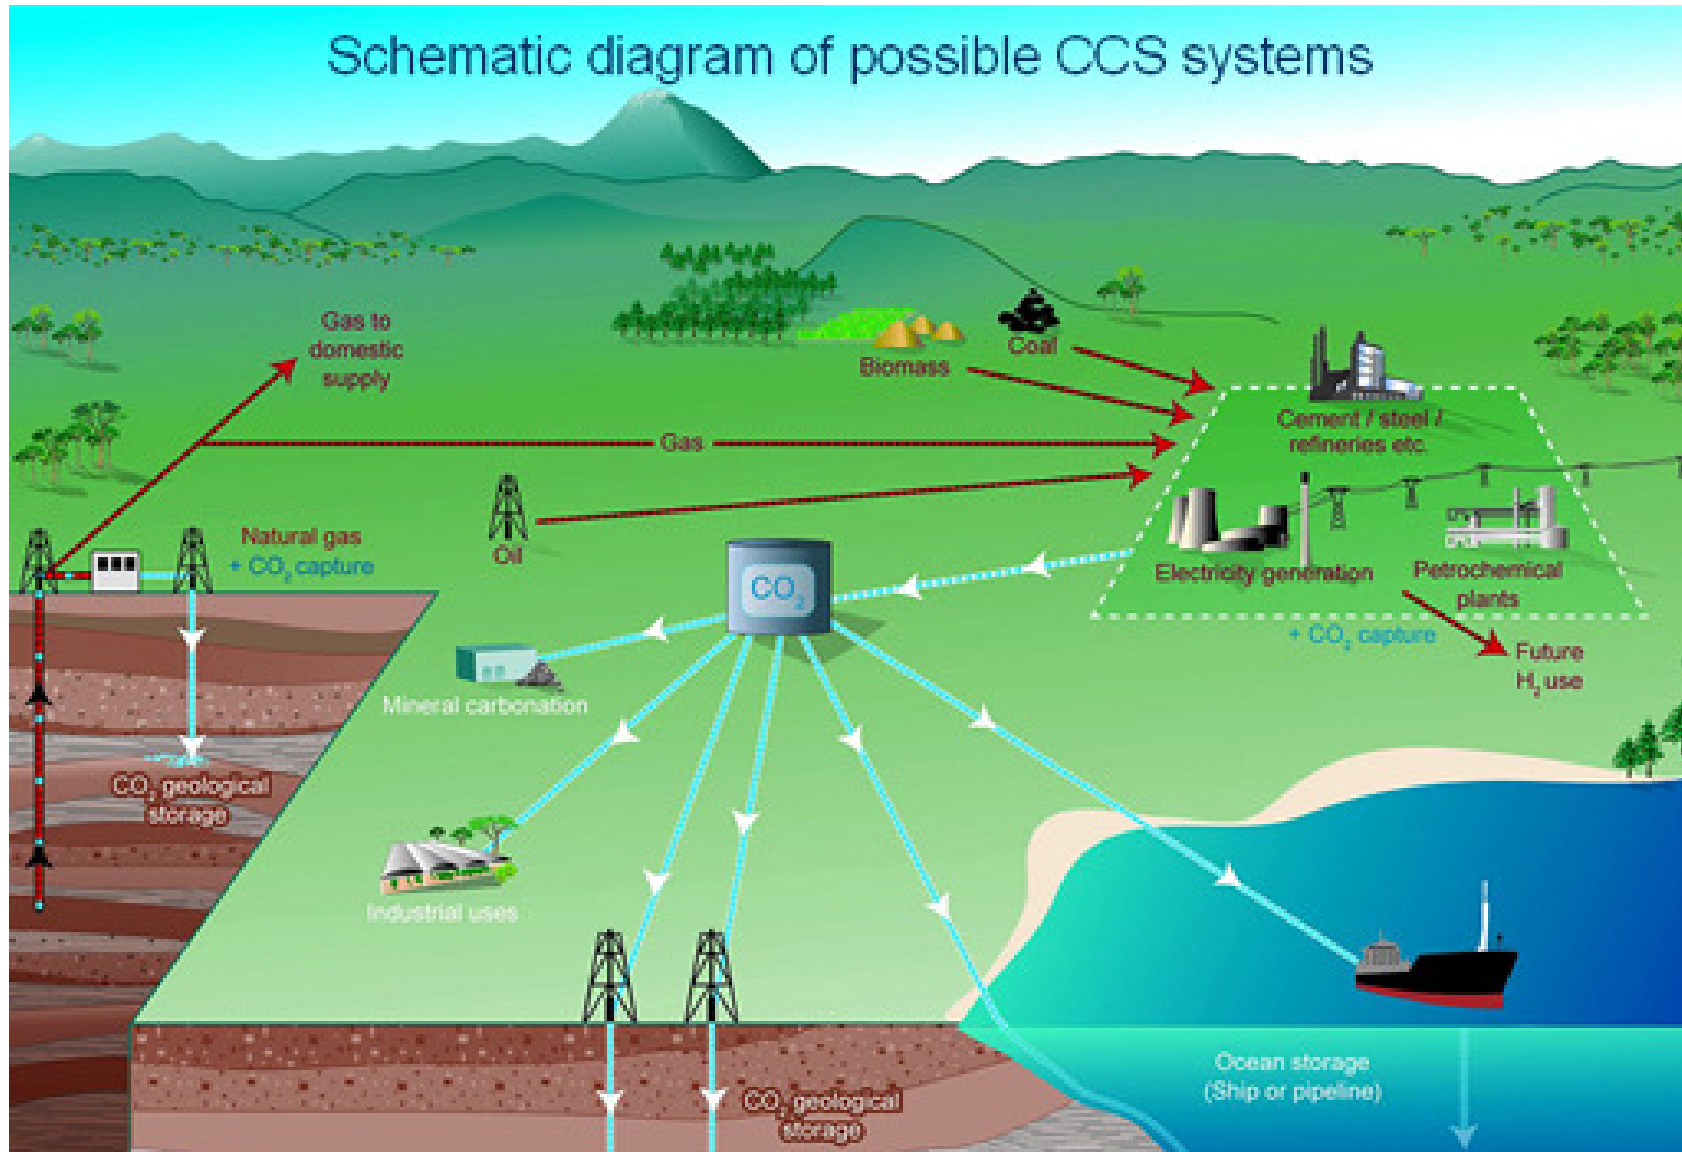 Schematic diagram of possible CCS systems
Gas to
domestic
supply
Biomass
Coal
Cement / steel /
refineries etc.
Gas
Oil
Natural gas
+ CO₂ capture
CO₂
Electricity generation
Petrochemical
plants
+ CO₂ capture
Future
H₂ use
Mineral carbonation
CO₂ geological
storage
Industrial uses
Ocean storage
(Ship or pipeline)
CO₂ geological
storage